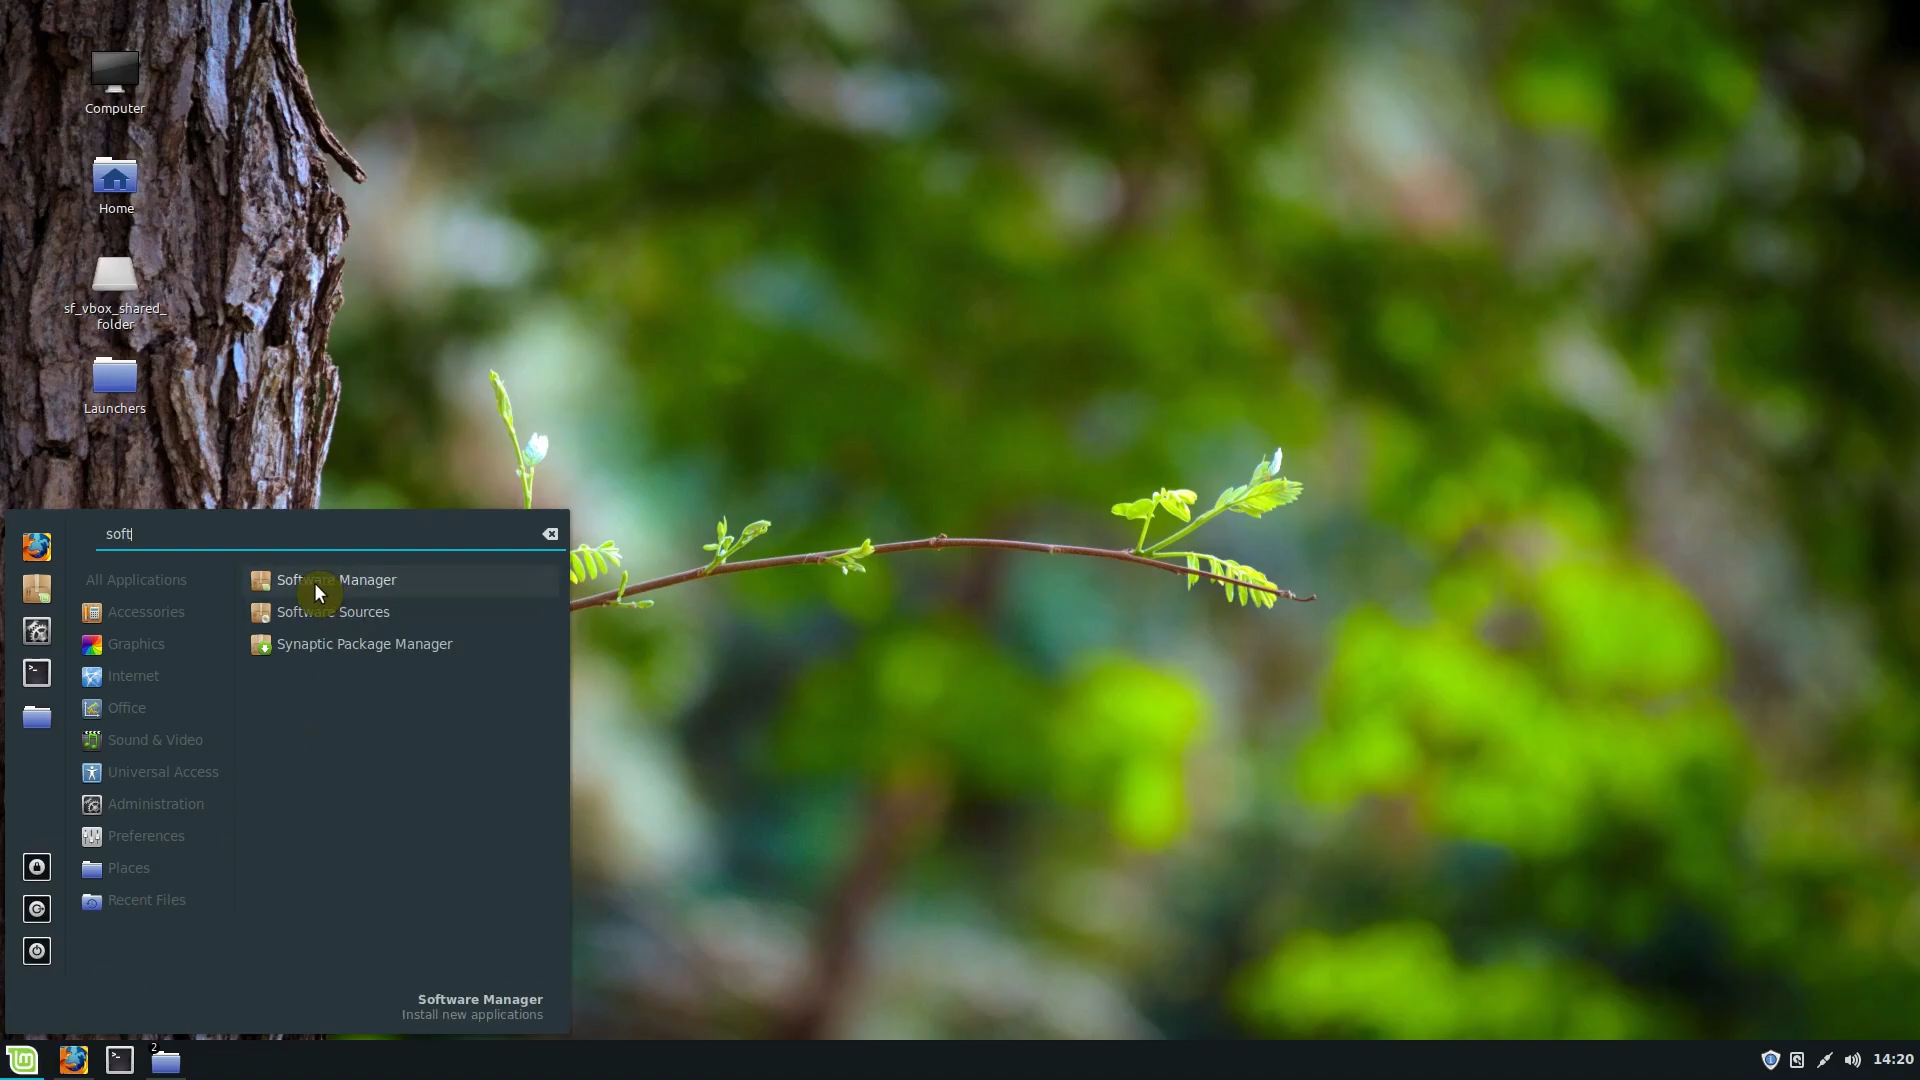 Computer
Home
sf_vbox_shared_
folder
Launchers
soft
All Applications
Accessories
Graphics
Internet
Office
Sound & Video
Universal Access
Administration
Preferences
Places
Recent Files
Software Manager
Software Sources
Synaptic Package Manager
Software Manager
Install new applications
2
14:20